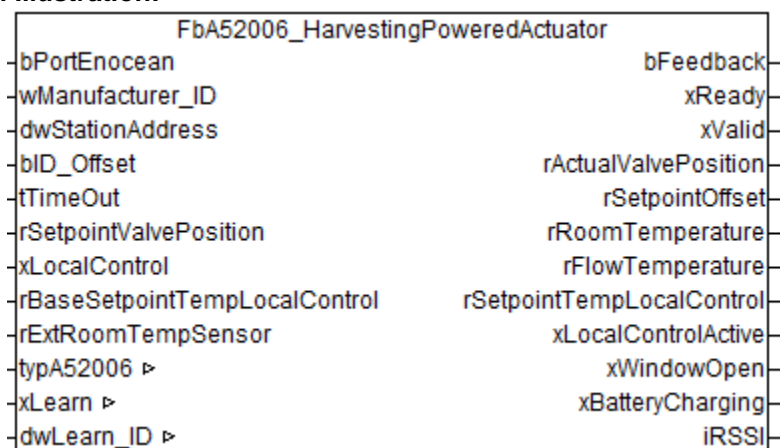 FbA52006_HarvestingPoweredActuator
bPortEnocean bFeedback
wManufacturer_ID xReady
dwStationAddress xValid
bID_Offset rActualValvePosition
tTimeOut rSetpointOffset
rSetpointValvePosition rRoomTemperature
xLocalControl rFlowTemperature
rBaseSetpointTempLocalControl rSetpointTempLocalControl
rExtRoomTempSensor xLocalControlActive
typA52006 ▷ xWindowOpen
xLearn ▷ xBatteryCharging
dwLearn_ID ▷ iRSSI